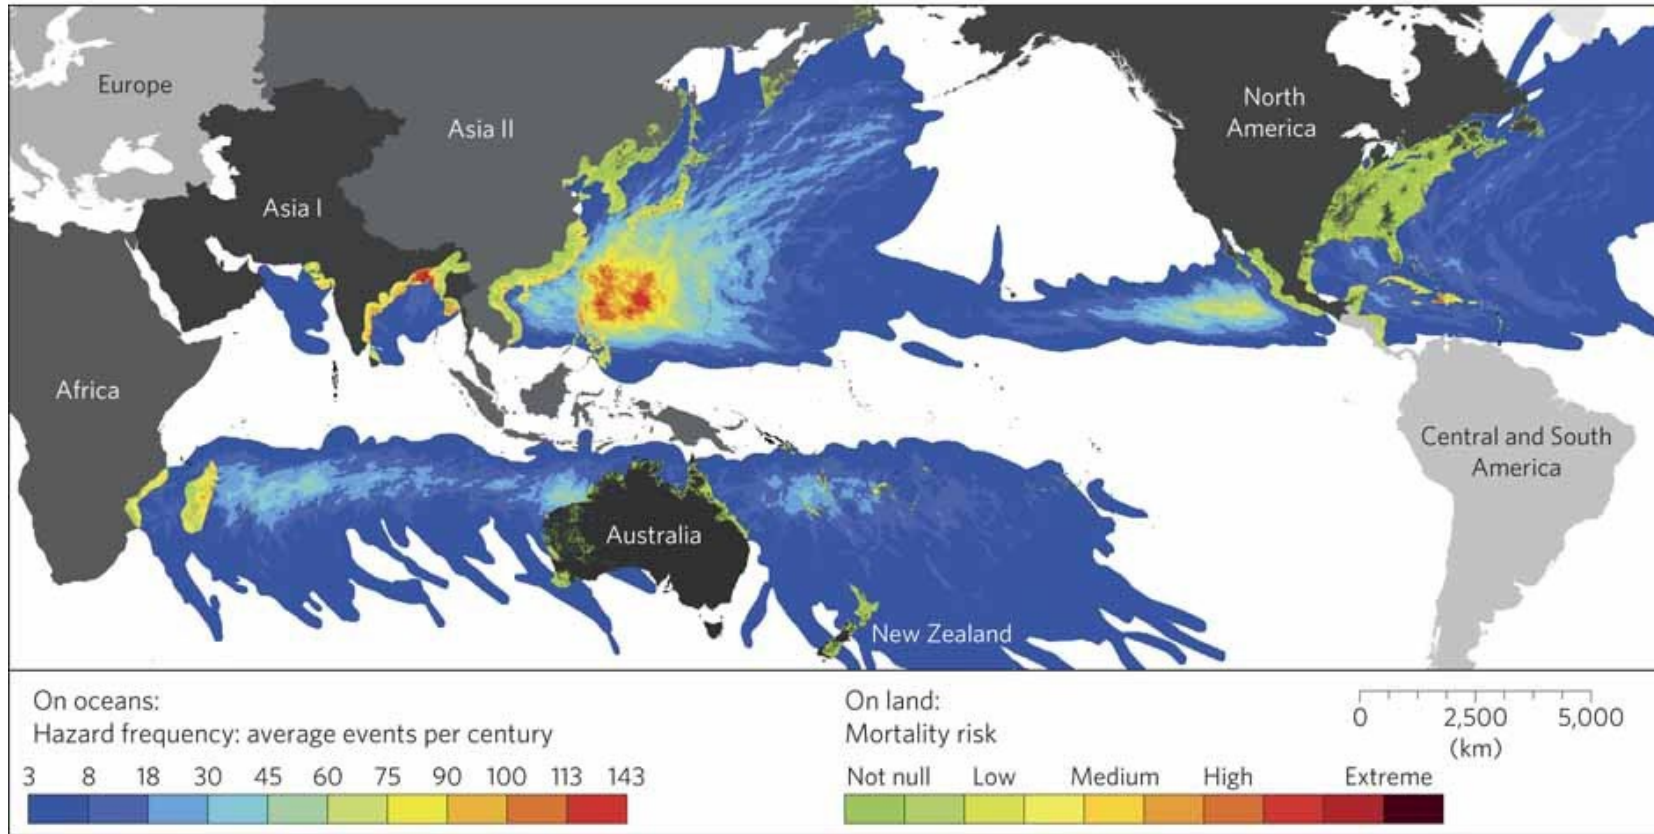 Europe
Asia II
North
America
Asia I
Africa
Central and South
America
Australia
New Zealand
On oceans:
Hazard frequency: average events per century
3 8 18 30 45 60 75 90 100 113 143
On land:
Mortality risk
Not null Low Medium High Extreme
0 2,500 5,000
(km)